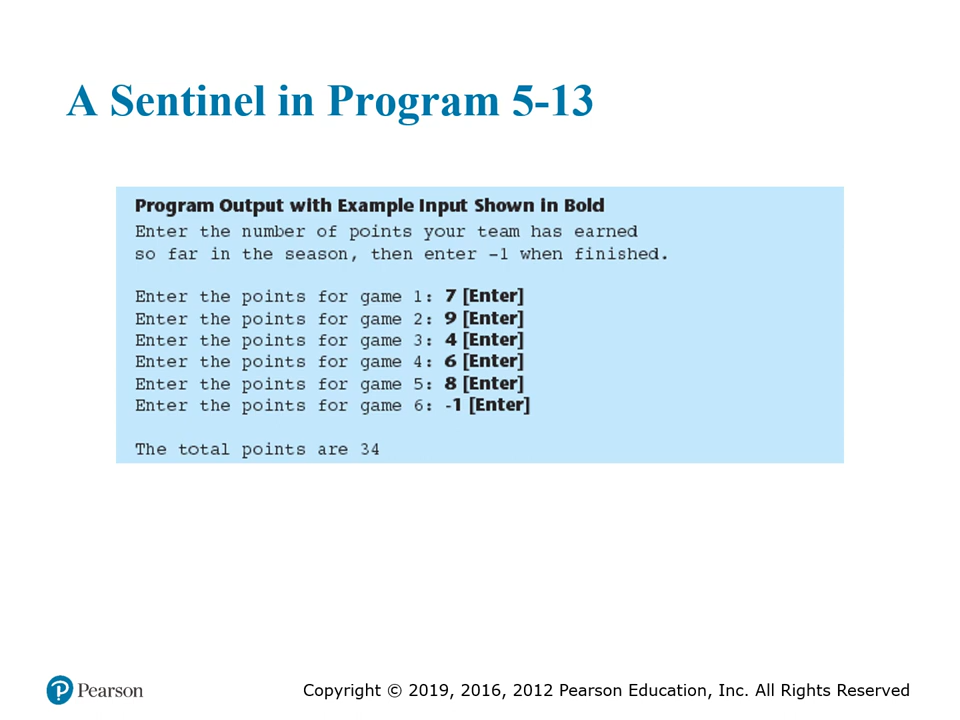 A Sentinel in Program 5-13
Program Output with Example Input Shown in Bold
Enter the number of points your team has earned
so far in the season, then enter -1 when finished.
Enter the points for game 1: 7 [Enter]
Enter the points for game 2: 9 [Enter]
Enter the points for game 3: 4 [Enter]
Enter the points for game 4: 6 [Enter]
Enter the points for game 5: 8 [Enter]
Enter the points for game 6: -1 [Enter]
The total points are 34
Pearson
Copyright © 2019, 2016, 2012 Pearson Education, Inc. All Rights Reserved